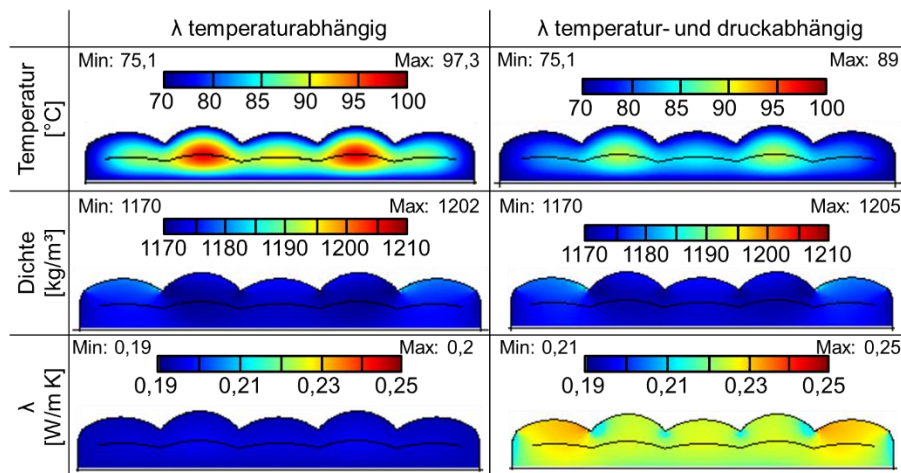 λ temperaturabhängig
λ temperatur- und druckabhängig
Temperatur
[°C]
Min: 75,1
Max: 97,3
70 80 85 90 95 100
Min: 75,1
Max: 89
70 80 85 90 95 100
Dichte
[kg/m³]
Min: 1170
Max: 1202
1170 1180 1190 1200 1210
Min: 1170
Max: 1205
1170 1180 1190 1200 1210
λ
[W/m K]
Min: 0,19
Max: 0,2
0,19 0,21 0,23 0,25
Min: 0,21
Max: 0,25
0,19 0,21 0,23 0,25